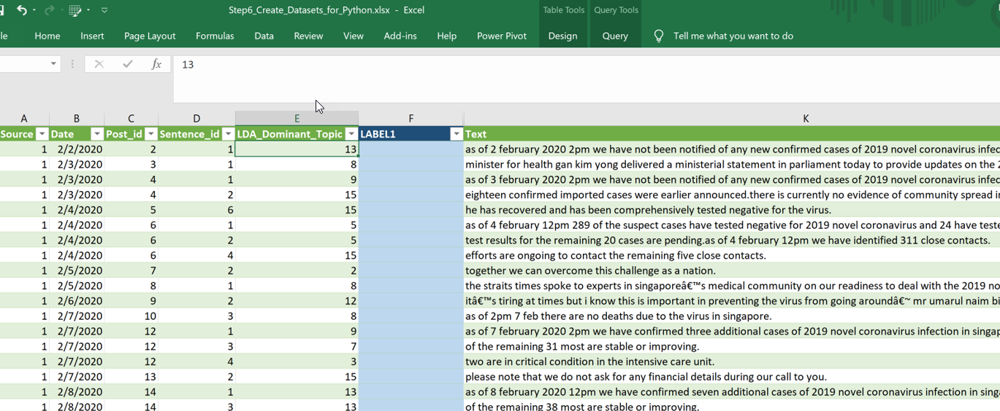 Step6_Create_Datasets_for_Python.xlsx - Excel Table Tools Query Tools
Home Insert Page Layout Formulas Data Review View Add-ins Help Power Pivot Design Query Tell me what you want to do
fx 13
A B C D E F K
Source Date Post_id Sentence_id LDA_Dominant_Topic LABEL1 Text
1 2/2/2020 2 1 13 as of 2 february 2020 2pm we have not been notified of any new confirmed cases of 2019 novel coronavirus
1 2/3/2020 3 1 8 minister for health gan kim yong delivered a ministerial statement in parliament today to provide updates on the
1 2/3/2020 4 1 9 as of 3 february 2020 2pm we have not been notified of any new confirmed cases of 2019 novel coronavirus
1 2/3/2020 4 2 15 eighteen confirmed imported cases were earlier announced.there is currently no evidence of community spread
1 2/4/2020 5 6 15 he has recovered and has been comprehensively tested negative for the virus.
1 2/4/2020 6 1 5 as of 4 february 12pm 289 of the suspect cases have tested negative for 2019 novel coronavirus and 24 have
1 2/4/2020 6 2 5 test results for the remaining 20 cases are pending.as of 4 february 12pm we have identified 311 close contacts.
1 2/4/2020 6 4 15 efforts are ongoing to contact the remaining five close contacts.
1 2/5/2020 7 2 2 together we can overcome this challenge as a nation.
1 2/5/2020 8 1 8 the straits times spoke to experts in singaporeâ€™s medical community on our readiness to deal with the 2019
1 2/6/2020 9 2 12 itâ€™s tiring at times but i know this is important in preventing the virus from going aroundâ€~ mr umarul naim
1 2/7/2020 10 3 8 as of 2pm 7 feb there are no deaths due to the virus in singapore.
1 2/7/2020 12 1 9 as of 7 february 2020 2pm we have confirmed three additional cases of 2019 novel coronavirus infection in
1 2/7/2020 12 3 7 of the remaining 31 most are stable or improving.
1 2/7/2020 12 4 3 two are in critical condition in the intensive care unit.
1 2/7/2020 13 2 15 please note that we do not ask for any financial details during our call to you.
1 2/8/2020 14 1 13 as of 8 february 2020 12pm we have confirmed seven additional cases of 2019 novel coronavirus infection in
1 2/8/2020 14 3 13 of the remaining 38 most are stable or improving.